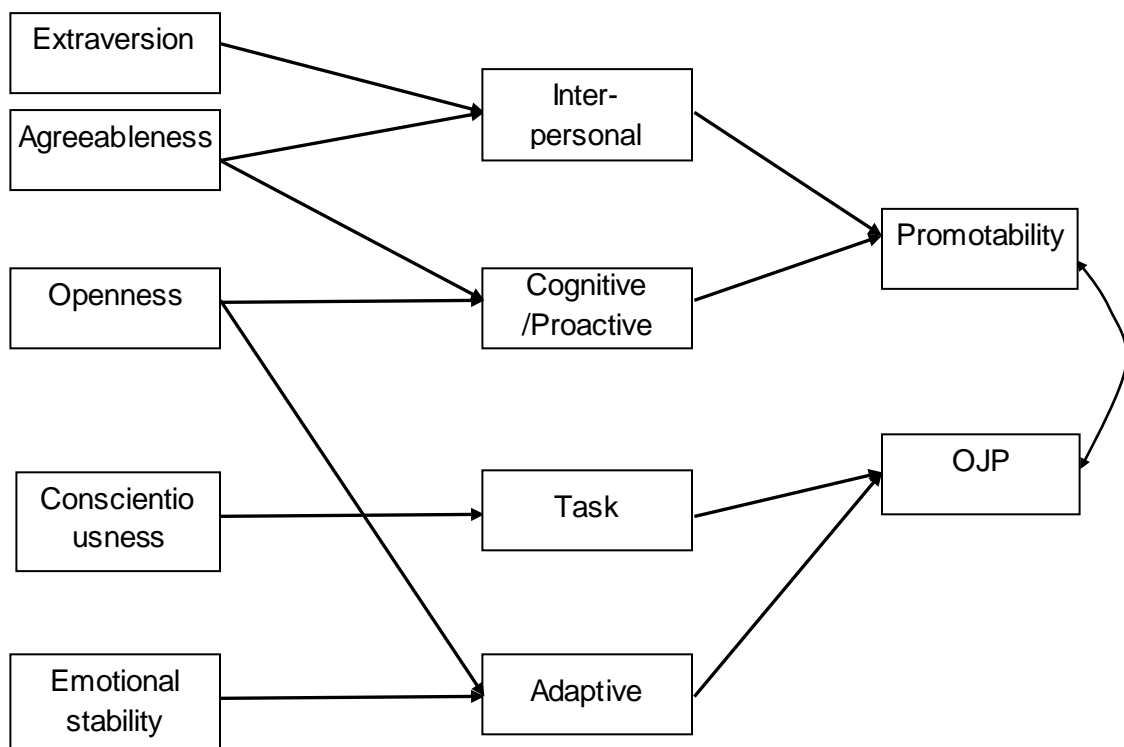 Extraversion
Agreeableness
Openness
Conscientio
usness
Emotional
stability
Inter-
personal
Cognitive
/Proactive
Task
Adaptive
Promotability
OJP